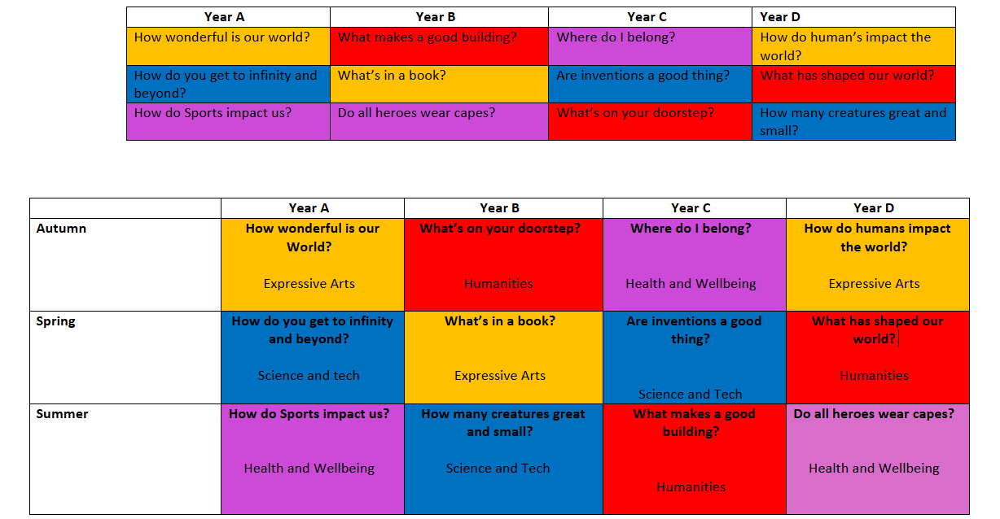 Year A Year B Year C Year D
How wonderful is our world? What makes a good building? Where do I belong? How do human's impact the
world?
How do you get to infinity and What's in a book? Are inventions a good thing? What has shaped our world?
beyond?
How do Sports impact us? Do all heroes wear capes? What's on your doorstep? How many creatures great and
small?
Year A Year B Year C Year D
Autumn How wonderful is our What's on your doorstep? Where do I belong? How do humans impact
World? the world?
Expressive Arts Humanities Health and Wellbeing Expressive Arts
Spring How do you get to infinity What's in a book? Are inventions a good What has shaped our
and beyond? thing? world?
Science and tech Expressive Arts Humanities
Science and Tech
Summer How do Sports impact us? How many creatures great What makes a good Do all heroes wear capes?
and small? building?
Health and Wellbeing Science and Tech Health and Wellbeing
Humanities